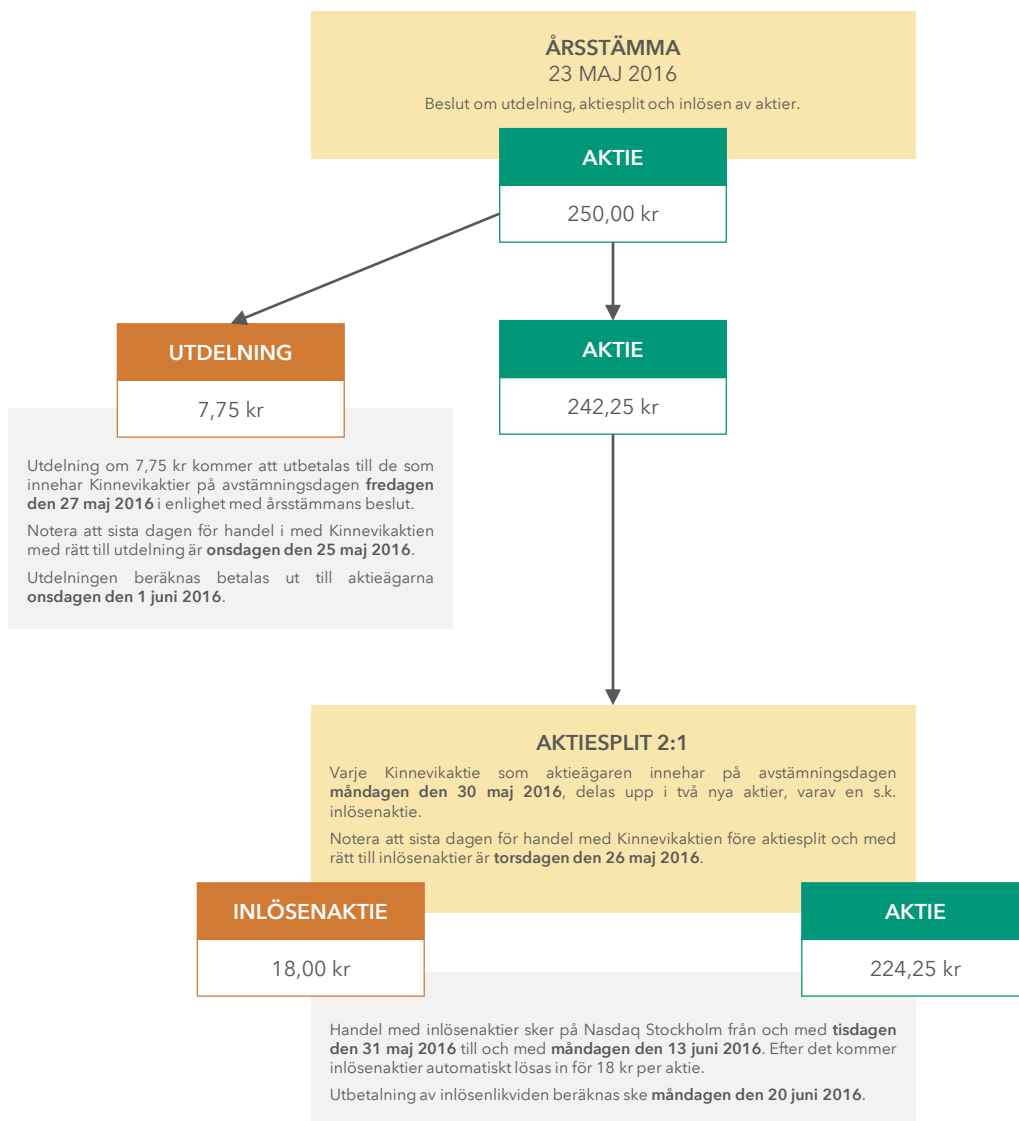 ÅRSSTÄMMA
23 MAJ 2016
Beslut om utdelning, aktiesplit och inlösen av aktier.
AKTIE
250,00 kr
UTDELNING
7,75 kr
AKTIE
242,25 kr
Utdelning om 7,75 kr kommer att utbetalas till de som
innehar Kinnevikaktier på avstämningsdagen fredagen
den 27 maj 2016 i enlighet med årsstämmans beslut.
Notera att sista dagen för handel i med Kinnevikaktien
med rätt till utdelning är onsdagen den 25 maj 2016.
Utdelningen beräknas betalas ut till aktieägarna
onsdagen den 1 juni 2016.
AKTIESPLIT 2:1
Varje Kinnevikaktie som aktieägaren innehar på avstämningsdagen
måndagen den 30 maj 2016, delas upp i två nya aktier, varav en s.k.
inlösenaktie.
Notera att sista dagen för handel med Kinnevikaktien före aktiesplit och med
rätt till inlösenaktier är torsdagen den 26 maj 2016.
INLÖSENAKTIE
18,00 kr
AKTIE
224,25 kr
Handel med inlösenaktier sker på Nasdaq Stockholm från och med tisdagen
den 31 maj 2016 till och med måndagen den 13 juni 2016. Efter det kommer
inlösenaktier automatiskt lösas in för 18 kr per aktie.
Utbetalning av inlösenlikviden beräknas ske måndagen den 20 juni 2016.